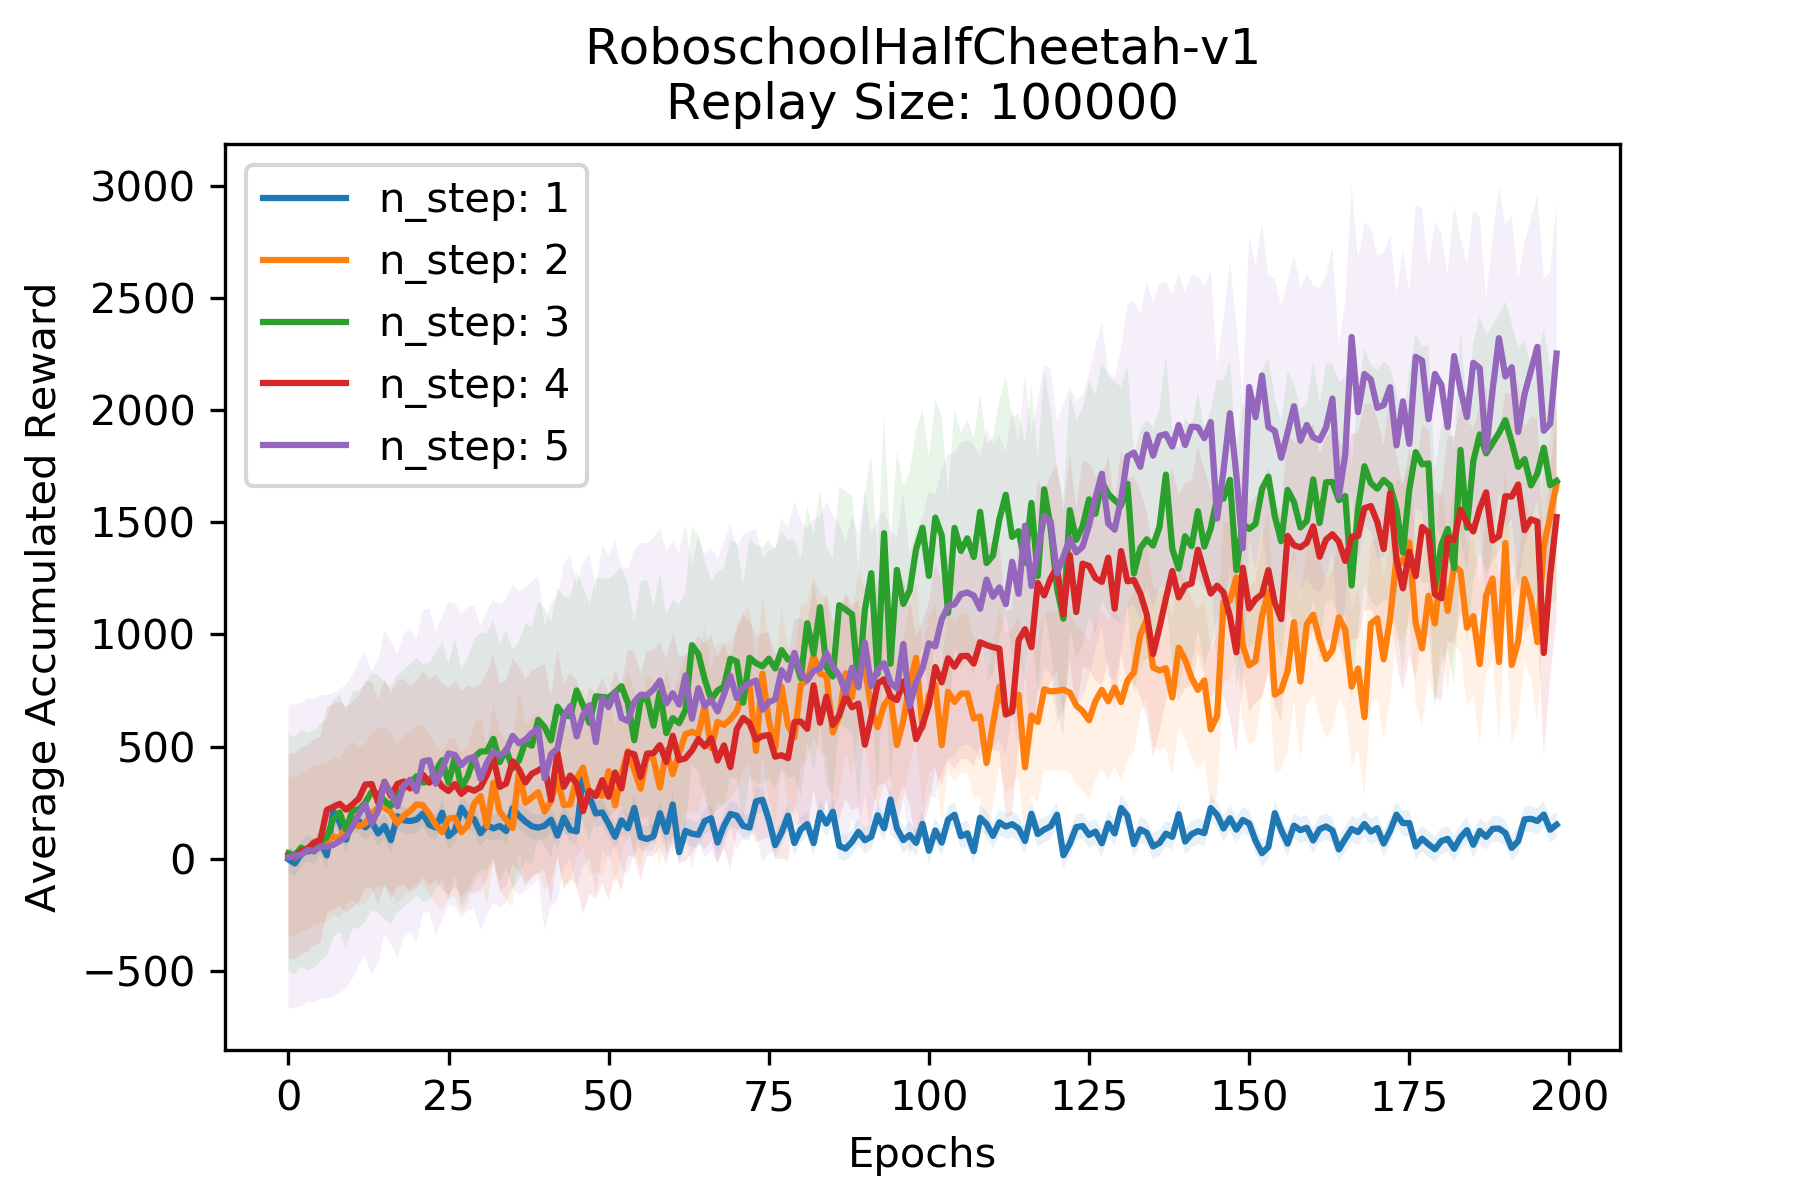 RoboschoolHalfCheetah-v1
Replay Size: 100000
3000
2500
2000
1500
1000
500
0
−500
Average Accumulated Reward
n_step: 1
n_step: 2
n_step: 3
n_step: 4
n_step: 5
0 25 50 75 100 125 150 175 200
Epochs